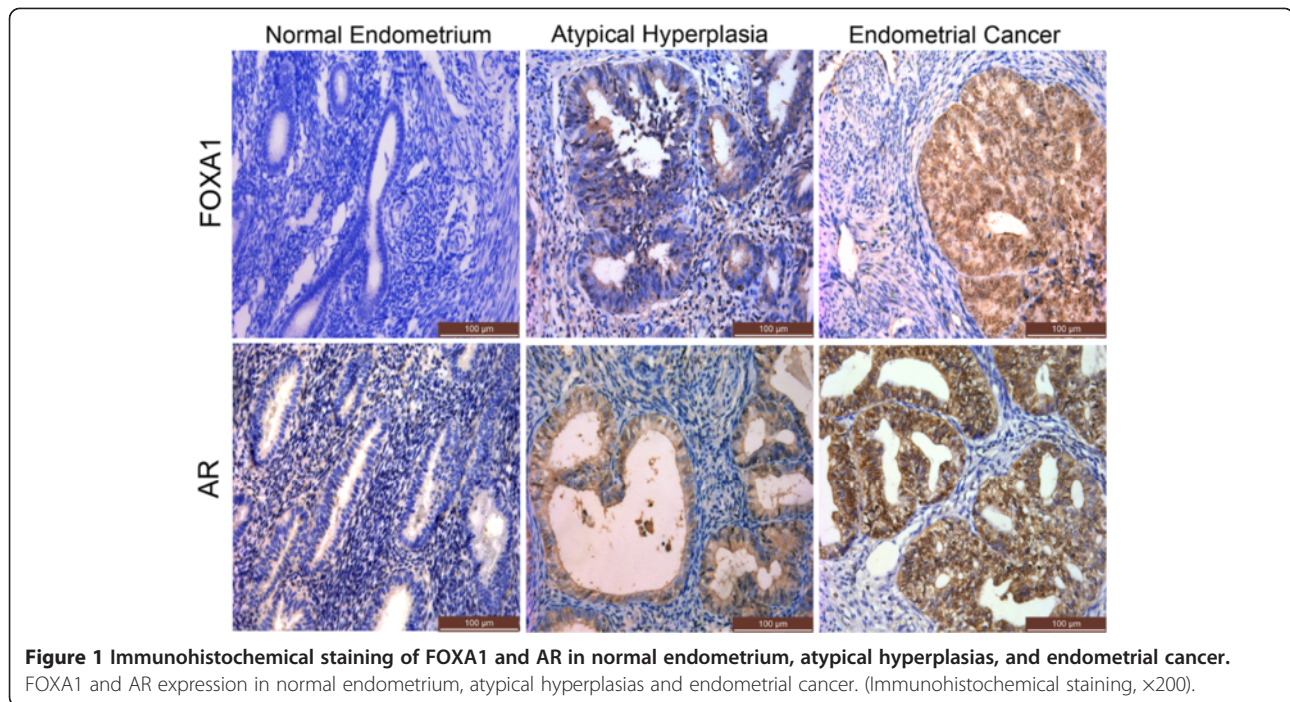 Normal Endometrium Atypical Hyperplasia Endometrial Cancer
FOXA1
100 µm 100 µm 100 µm
AR
100 µm 100 µm 100 µm
Figure 1 Immunohistochemical staining of FOXA1 and AR in normal endometrium, atypical hyperplasias, and endometrial cancer.
FOXA1 and AR expression in normal endometrium, atypical hyperplasias and endometrial cancer. (Immunohistochemical staining, ×200).